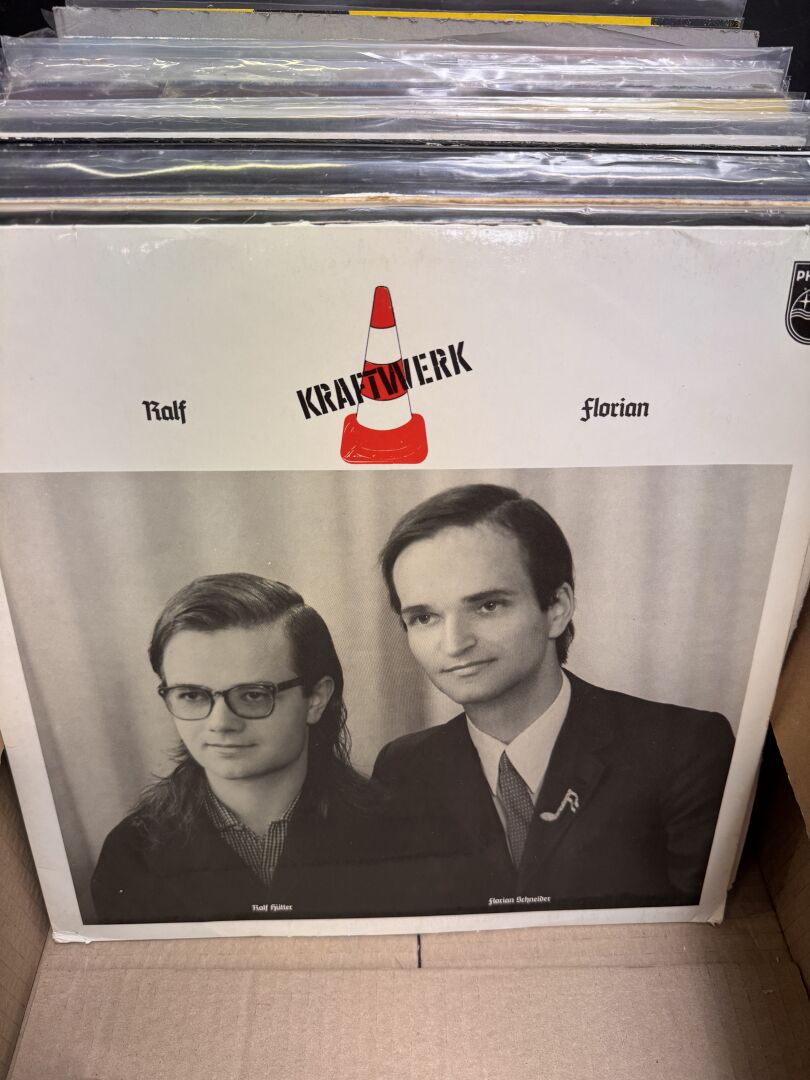 KRAFTWERK
Ralf
Florian
Ralf Hütter
Florian Schneider